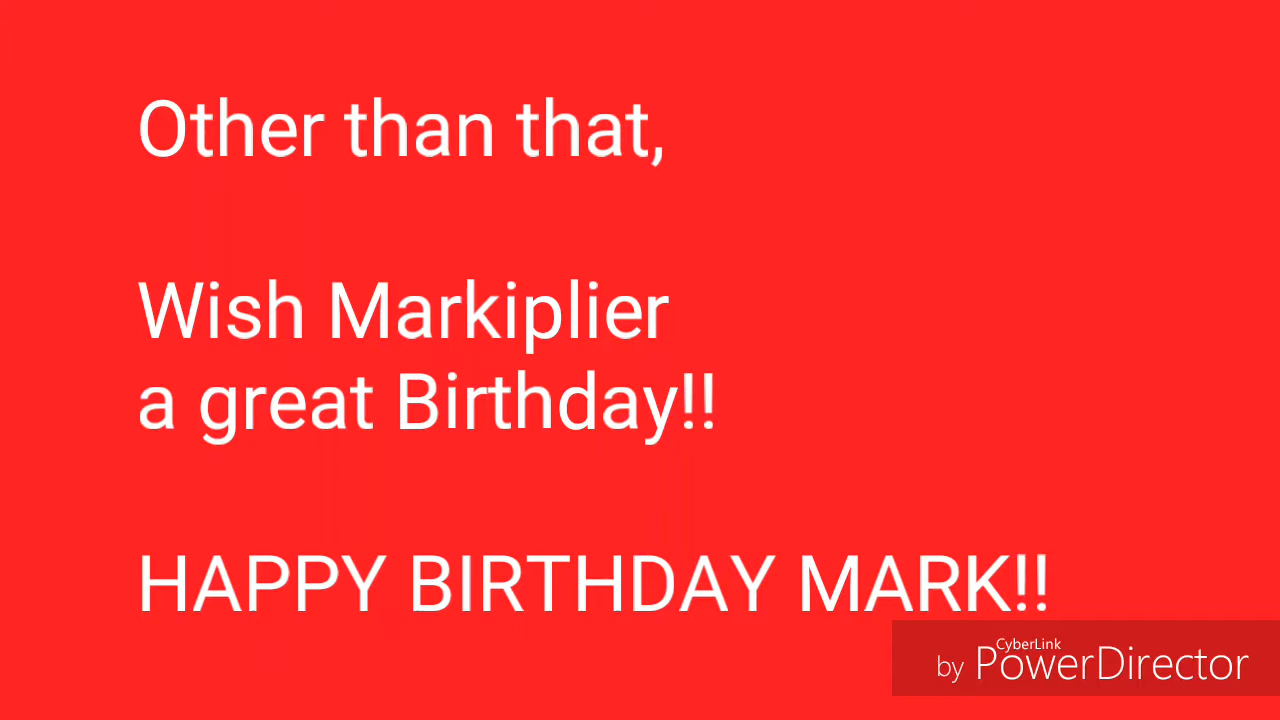 Other than that,
Wish Markiplier
a great Birthday!!
HAPPY BIRTHDAY MARK!!
CyberLink
by PowerDirector